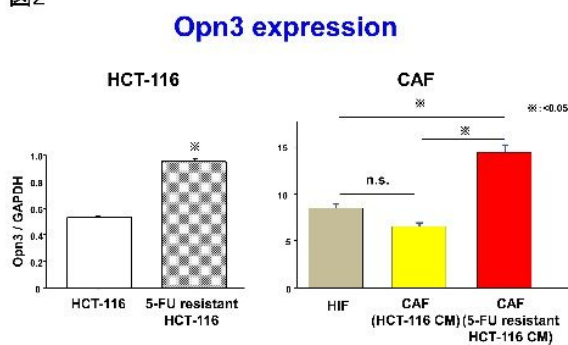 図2
Opn3 expression
HCT-116
CAF
※
※:<0.05
※
※
n.s.
Opn3 / GAPDH
1.0
0.8
0.6
0.4
0.2
0
15
10
5
0
HCT-116
5-FU resistant
HCT-116
HIF
CAF
(HCT-116 CM)
CAF
(5-FU resistant
HCT-116 CM)